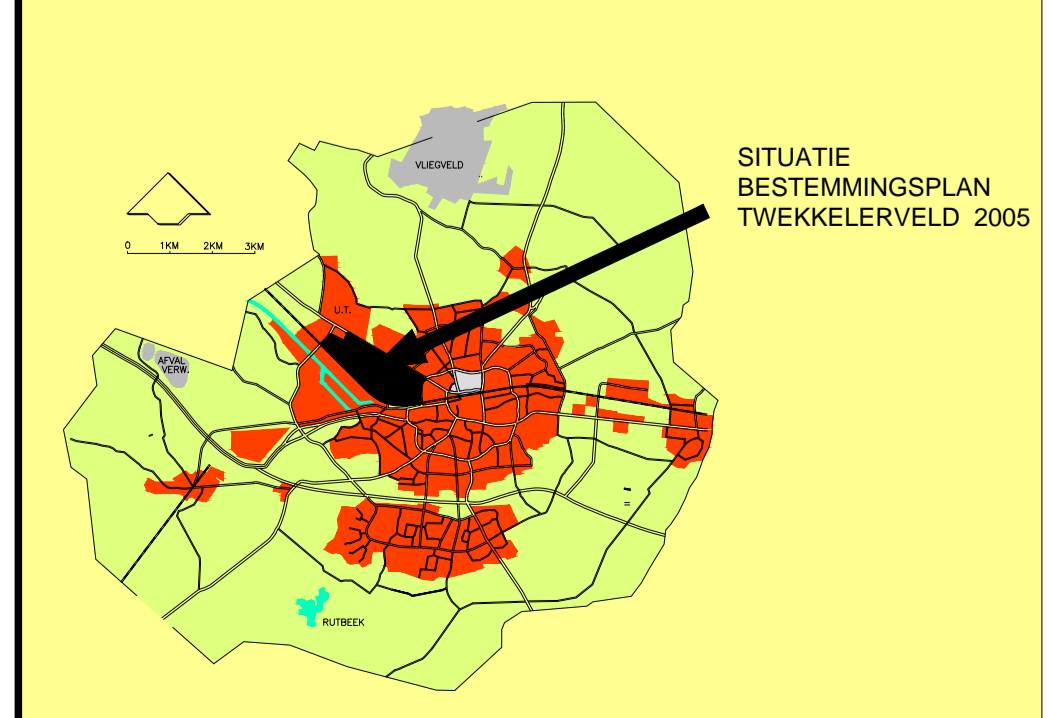 VLIEGVELD
SITUATIE
BESTEMMINGSPLAN
TWEKKELERVELD 2005
0 1KM 2KM 3KM
U.T.
AFVAL
VERW.
RUTBEEK